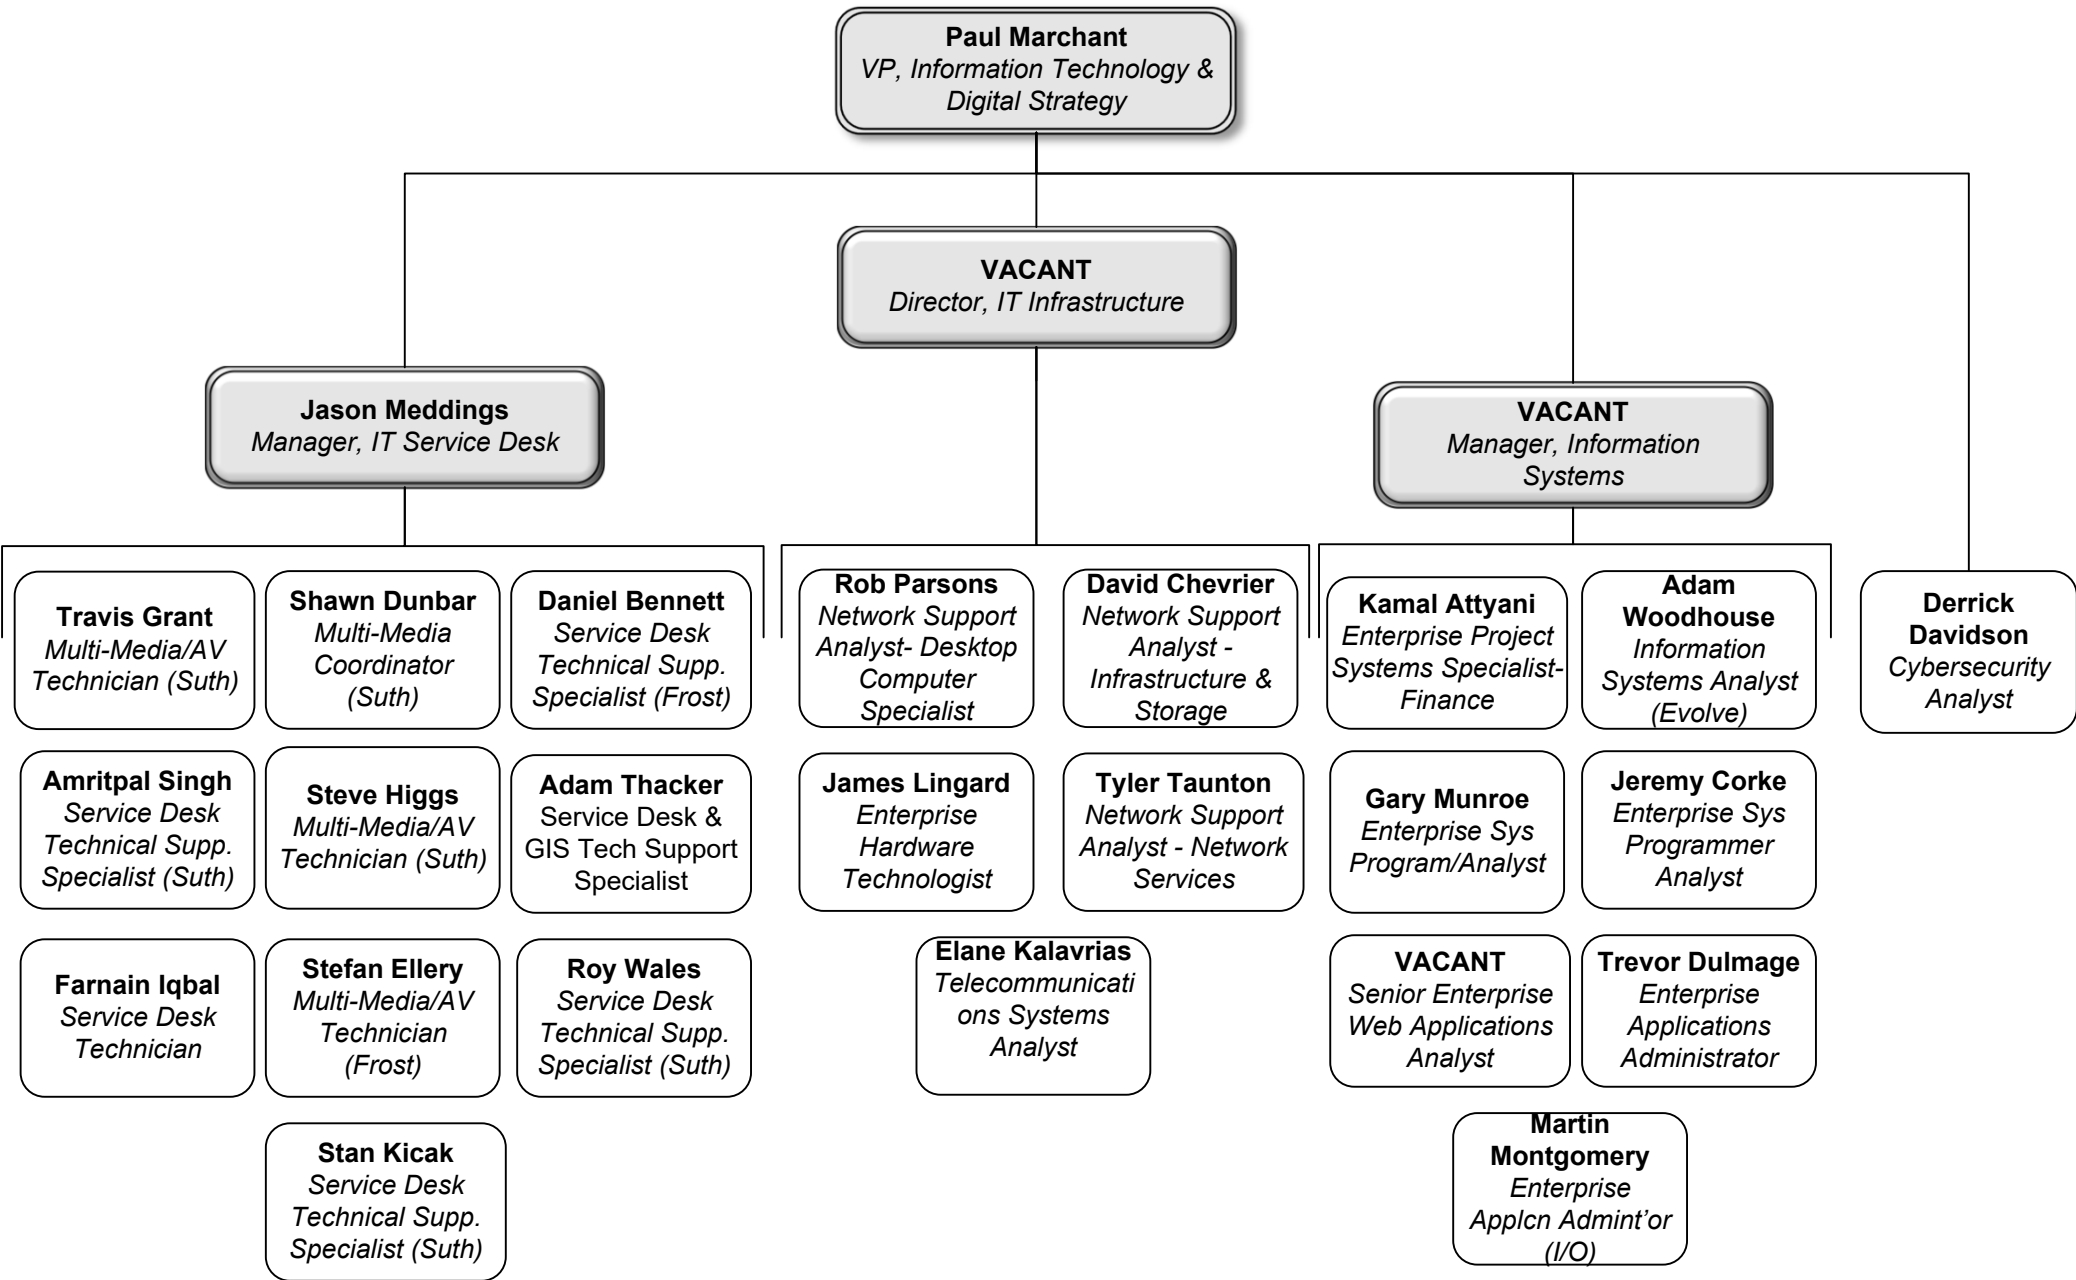 Paul Marchant
VP, Information Technology &
Digital Strategy
VACANT
Director, IT Infrastructure
Jason Meddings
Manager, IT Service Desk
VACANT
Manager, Information
Systems
Travis Grant
Multi-Media/AV
Technician (Suth)
Shawn Dunbar
Multi-Media
Coordinator
(Suth)
Daniel Bennett
Service Desk
Technical Supp.
Specialist (Frost)
Rob Parsons
Network Support
Analyst- Desktop
Computer
Specialist
David Chevrier
Network Support
Analyst -
Infrastructure &
Storage
Kamal Attyani
Enterprise Project
Systems Specialist-
Finance
Adam
Woodhouse
Information
Systems Analyst
(Evolve)
Derrick
Davidson
Cybersecurity
Analyst
Amritpal Singh
Service Desk
Technical Supp.
Specialist (Suth)
Steve Higgs
Multi-Media/AV
Technician (Suth)
Adam Thacker
Service Desk &
GIS Tech Support
Specialist
James Lingard
Enterprise
Hardware
Technologist
Tyler Taunton
Network Support
Analyst - Network
Services
Gary Munroe
Enterprise Sys
Program/Analyst
Jeremy Corke
Enterprise Sys
Programmer
Analyst
Farnain Iqbal
Service Desk
Technician
Stefan Ellery
Multi-Media/AV
Technician
(Frost)
Roy Wales
Service Desk
Technical Supp.
Specialist (Suth)
Elane Kalavrias
Telecommunicati
ons Systems
Analyst
VACANT
Senior Enterprise
Web Applications
Analyst
Trevor Dulmage
Enterprise
Applications
Administrator
Stan Kicak
Service Desk
Technical Supp.
Specialist (Suth)
Martin
Montgomery
Enterprise
Applcn Admint’or
(I/O)